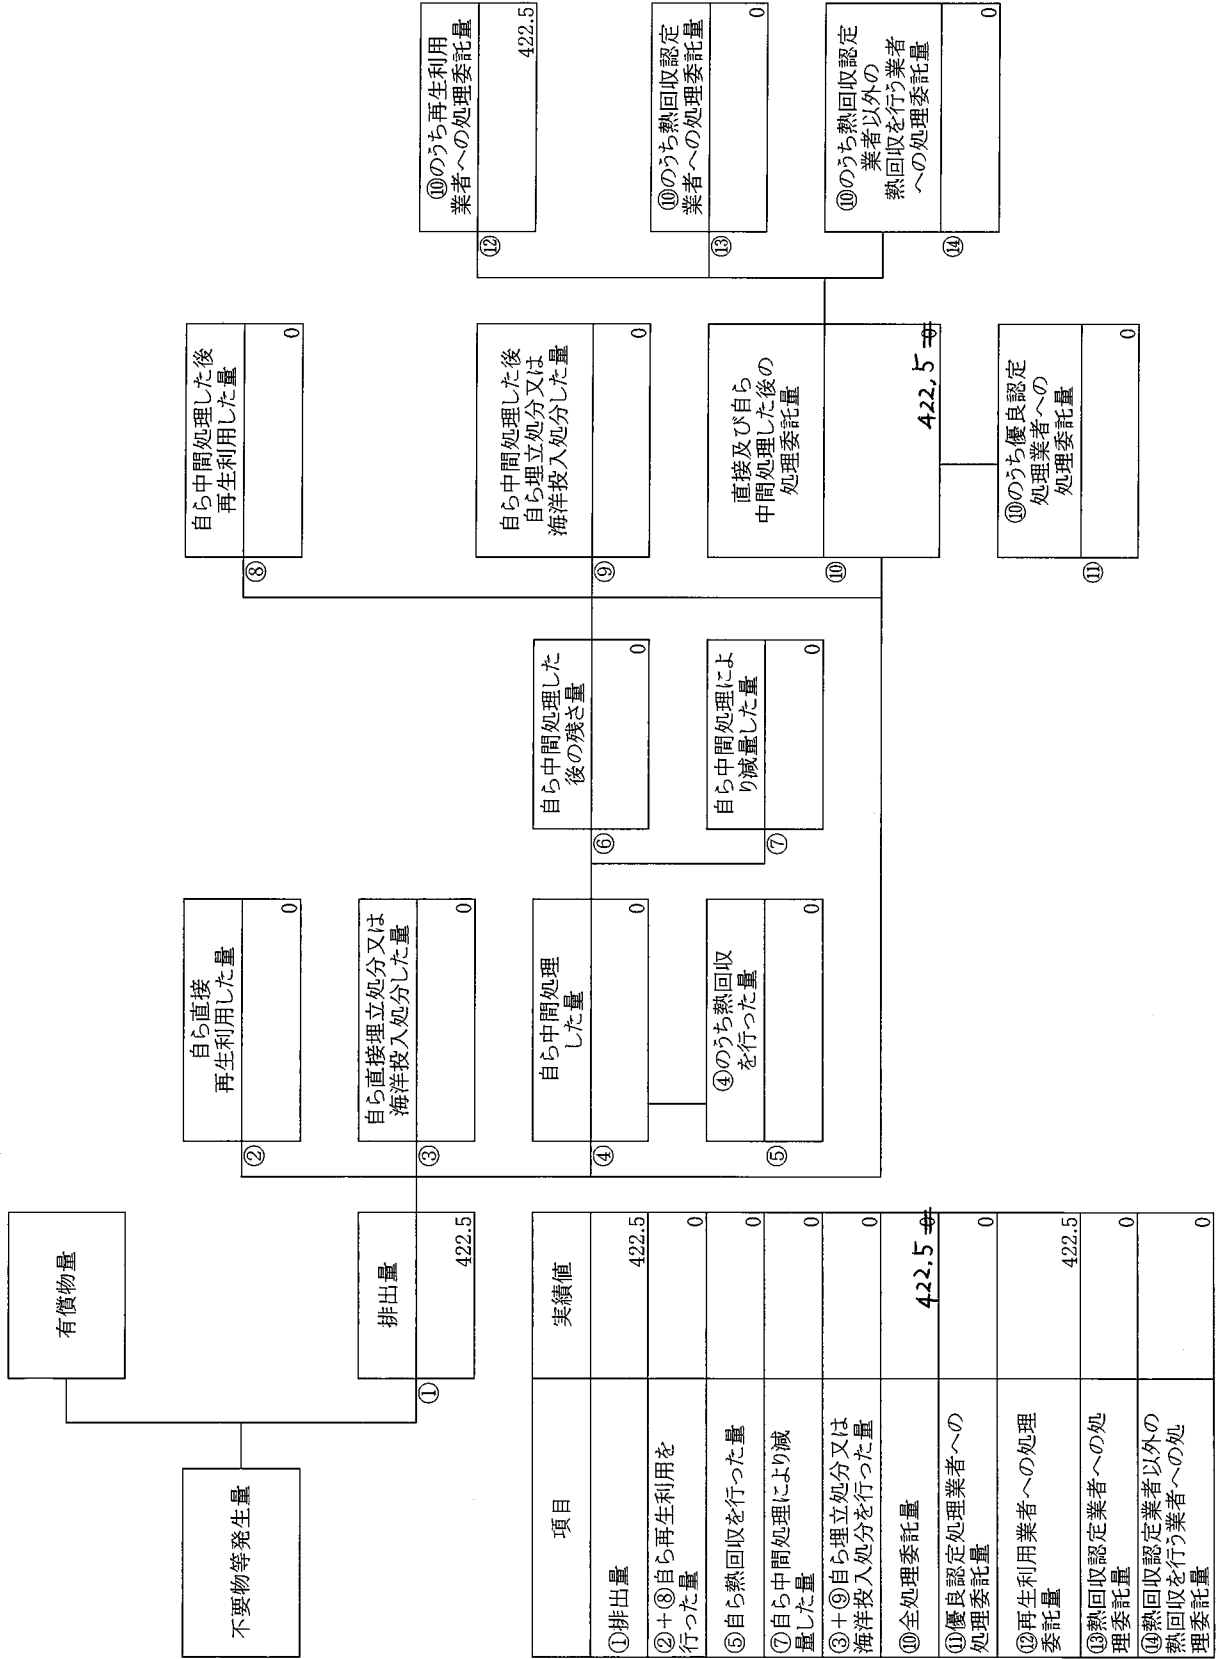 有償物量
不要物等発生量
排出量
①
422.5
自ら直接
再生利用した量
②
0
自ら直接埋立処分又は
海洋投入処分した量
③
0
自ら中間処理
した量
④
0
④のうち熱回収
を行った量
⑤
0
自ら中間処理した
後の残さ量
⑥
0
自ら中間処理によ
り減量した量
⑦
0
自ら中間処理した後
再生利用した量
⑧
0
自ら中間処理した後
自ら埋立処分又は
海洋投入処分した量
⑨
0
直接及び自ら
中間処理した後の
処理委託量
⑩
422.5 0
⑩のうち優良認定
処理業者への
処理委託量
⑪
0
⑩のうち再生利用
業者への処理委託量
⑫
422.5
⑩のうち熱回収認定
業者への処理委託量
⑬
0
⑩のうち熱回収認定
業者以外の
熱回収を行う業者
への処理委託量
⑭
0
項目 実績値
①排出量 422.5
②+⑧自ら再生利用を
行った量 0
⑤自ら熱回収を行った量 0
⑦自ら中間処理により減
量した量 0
③+⑨自ら埋立処分又は
海洋投入処分を行った量 0
⑩全処理委託量 422.5 0
⑪優良認定処理業者への
処理委託量 0
⑫再生利用業者への処理
委託量 422.5
⑬熱回収認定業者への処
理委託量 0
⑭熱回収認定業者以外の
熱回収を行う業者への処
理委託量 0